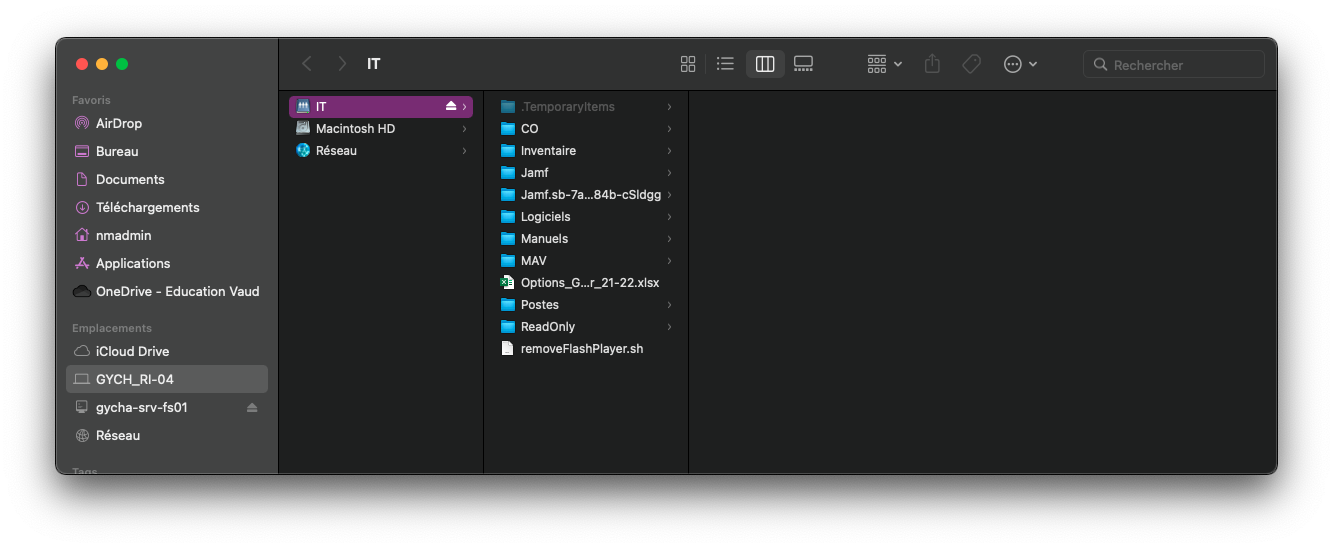 IT
Rechercher
Favoris
AirDrop
Bureau
Documents
Téléchargements
nmadmin
Applications
OneDrive - Education Vaud
Emplacements
iCloud Drive
GYCH_RI-04
gycha-srv-fs01
Réseau
Tags
IT
Macintosh HD
Réseau
.TemporaryItems
CO
Inventaire
Jamf
Jamf.sb-7a...84b-cSldgg
Logiciels
Manuels
MAV
Options_G...r_21-22.xlsx
Postes
ReadOnly
removeFlashPlayer.sh